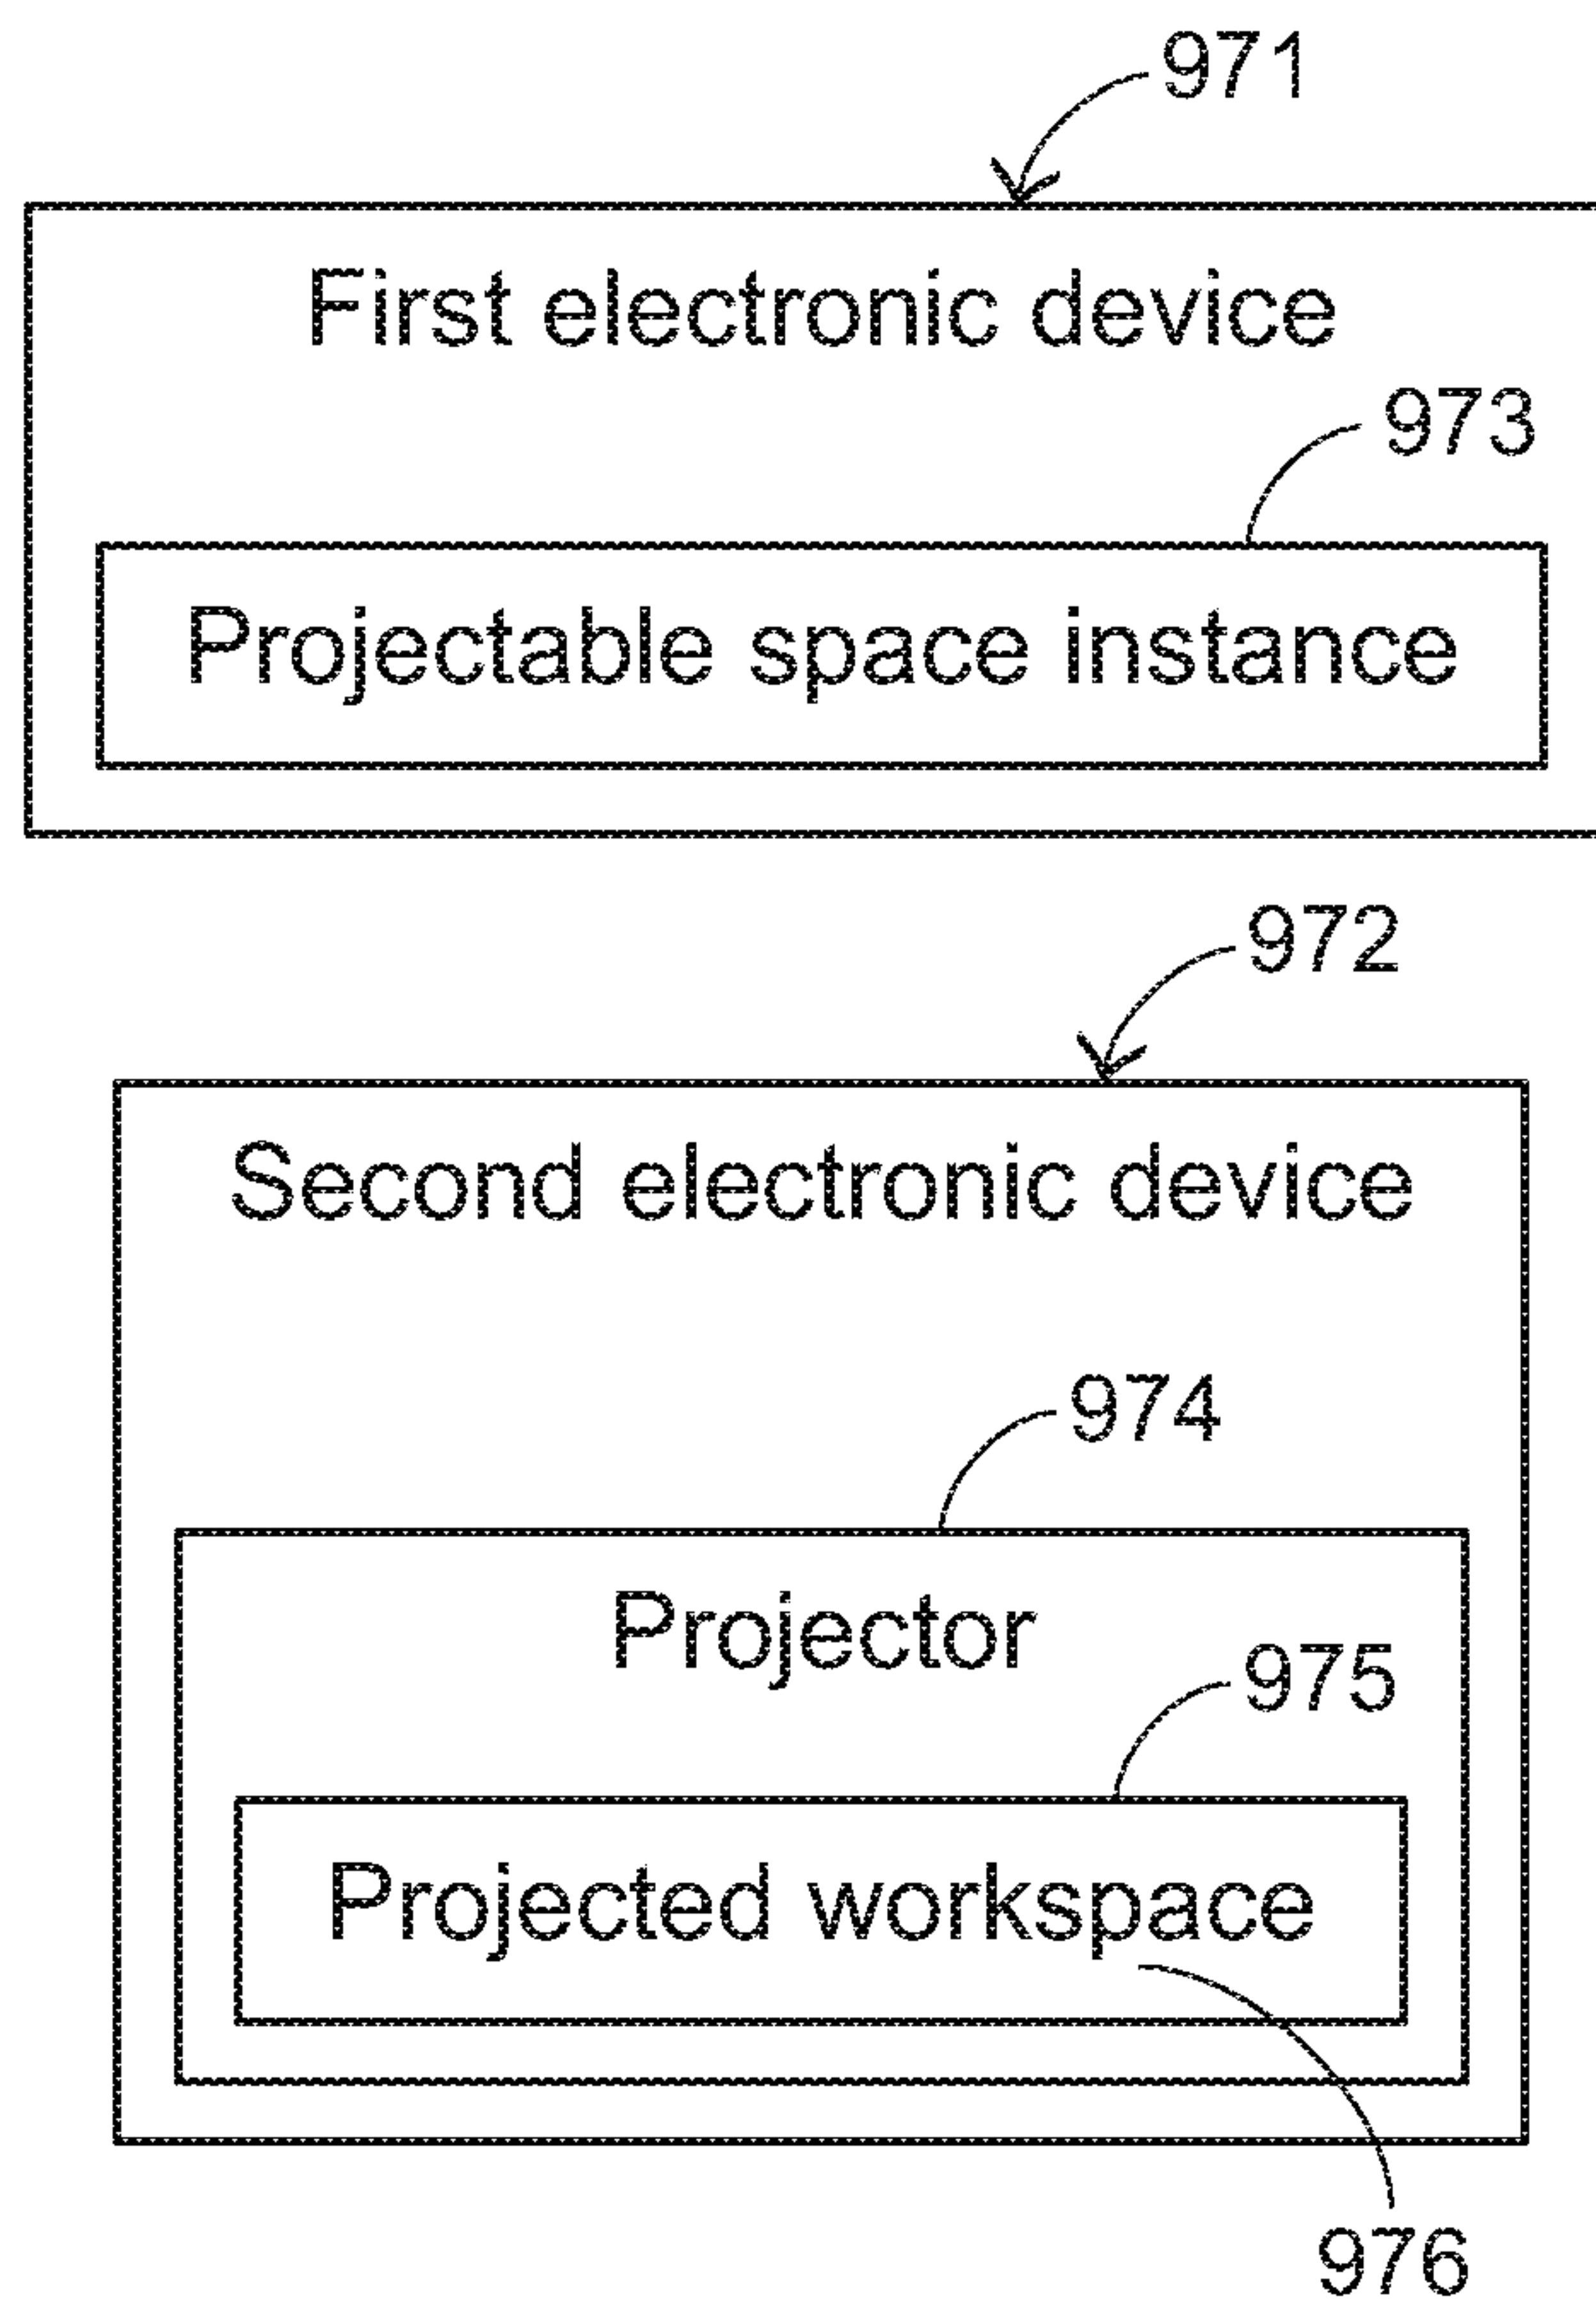 971
First electronic device
973
Projectable space instance
972
Second electronic device
974
Projector
975
Projected workspace
976